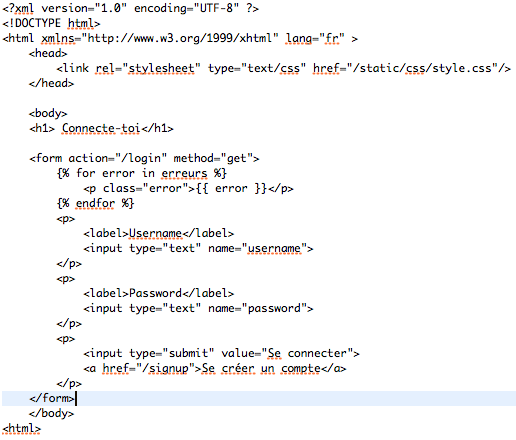 <?xml version="1.0" encoding="UTF-8" ?>
<!DOCTYPE html>
<html xmlns="http://www.w3.org/1999/xhtml" lang="fr" >
    <head>
        <link rel="stylesheet" type="text/css" href="/static/css/style.css"/>
    </head>

    <body>
    <h1> Connecte-toi</h1>

    <form action="/login" method="get">
        {% for error in erreurs %}
            <p class="error">{{ error }}</p>
        {% endfor %}
        <p>
            <label>Username</label>
            <input type="text" name="username">
        </p>
        <p>
            <label>Password</label>
            <input type="text" name="password">
        </p>
        <p>
            <input type="submit" value="Se connecter">
            <a href="/signup">Se créer un compte</a>
        </p>
    </form>
    </body>
<html>